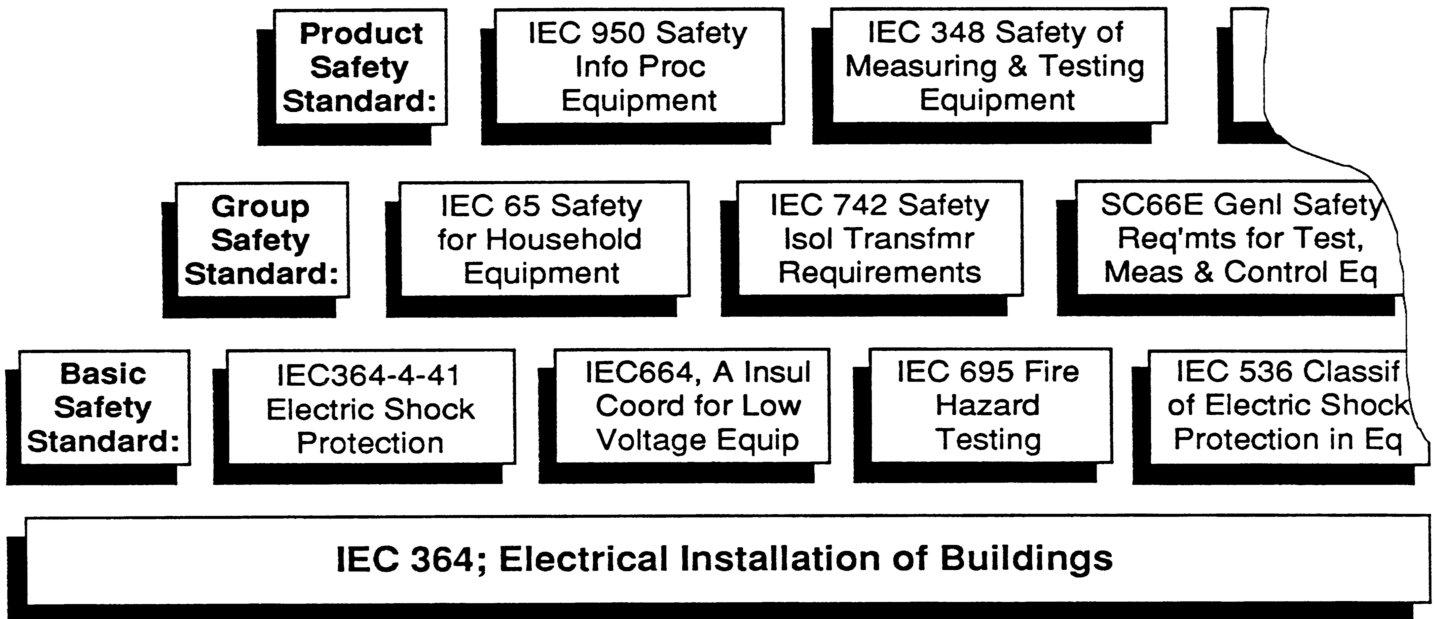 Product
Safety
Standard:
IEC 950 Safety
Info Proc
Equipment
IEC 348 Safety of
Measuring & Testing
Equipment
Group
Safety
Standard:
IEC 65 Safety
for Household
Equipment
IEC 742 Safety
Isol Transfmr
Requirements
SC66E Genl Safety
Req'mts for Test,
Meas & Control Eq
Basic
Safety
Standard:
IEC364-4-41
Electric Shock
Protection
IEC664, A Insul
Coord for Low
Voltage Equip
IEC 695 Fire
Hazard
Testing
IEC 536 Classif
of Electric Shock
Protection in Eq
IEC 364; Electrical Installation of Buildings